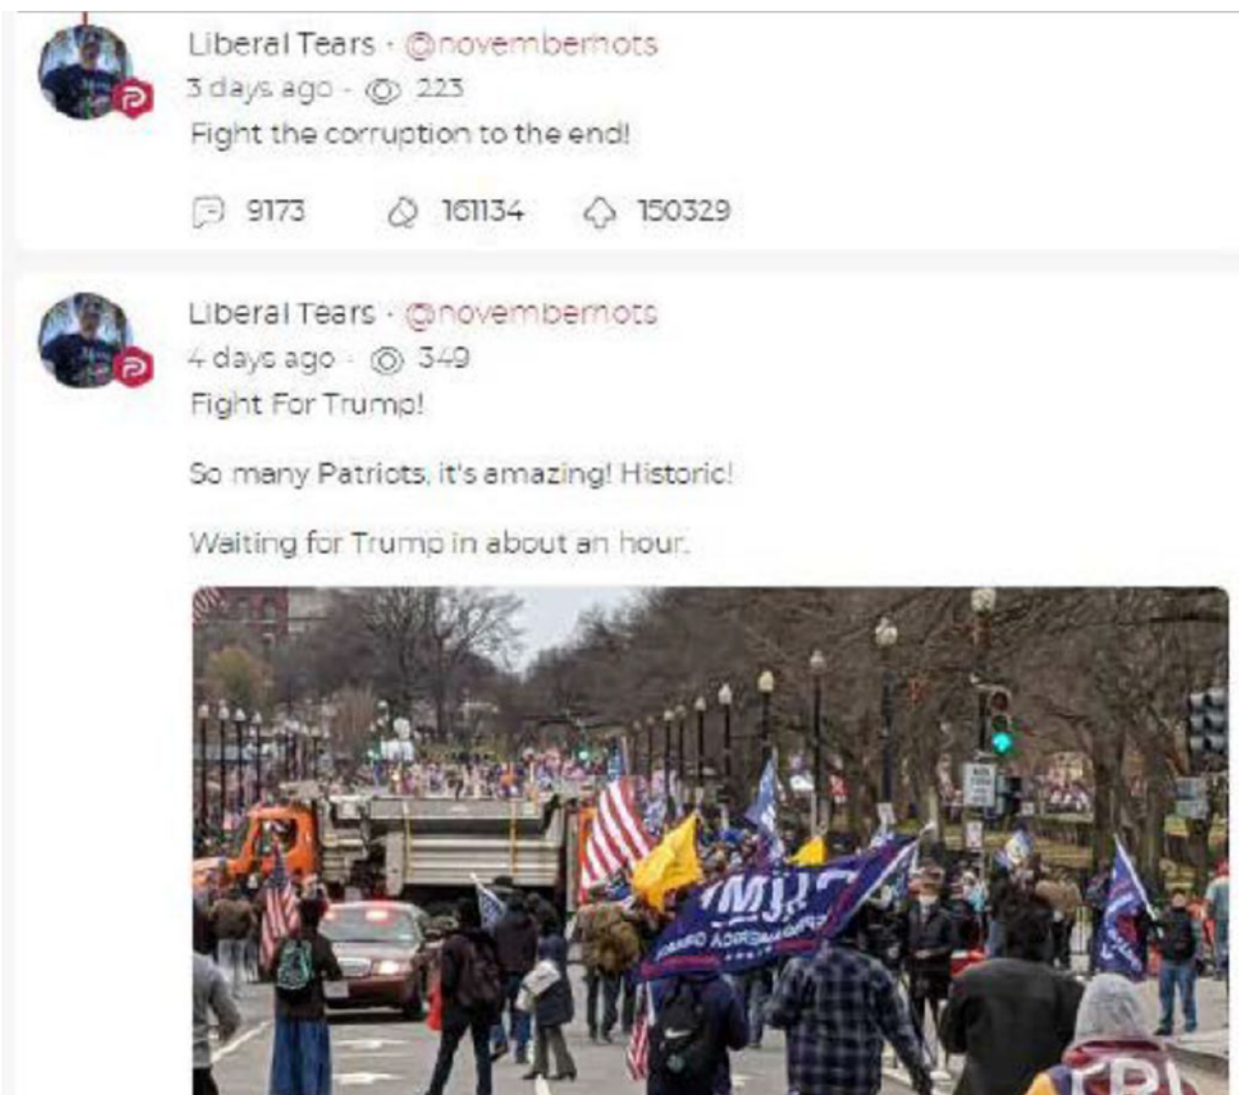 Liberal Tears · @novembernots
3 days ago · 223
Fight the corruption to the end!
9173 161134 150329
Liberal Tears · @novembernots
4 days ago · 349
Fight For Trump!
So many Patriots, it's amazing! Historic!
Waiting for Trump in about an hour.